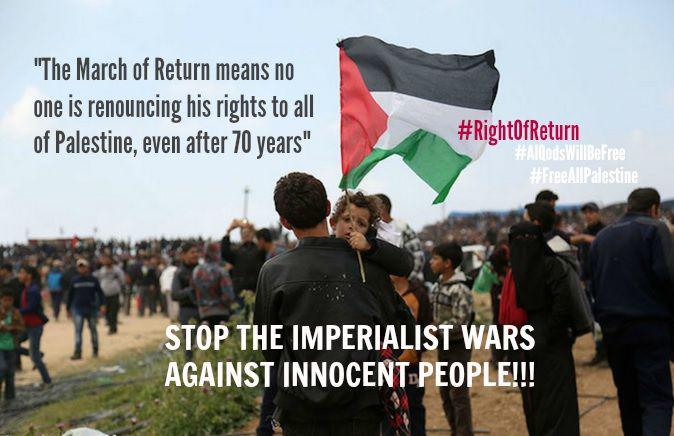 "The March of Return means no
one is renouncing his rights to all
of Palestine, even after 70 years"
#RightOfReturn
#AlQodsWillBeFree
#FreeAllPalestine
STOP THE IMPERIALIST WARS
AGAINST INNOCENT PEOPLE!!!